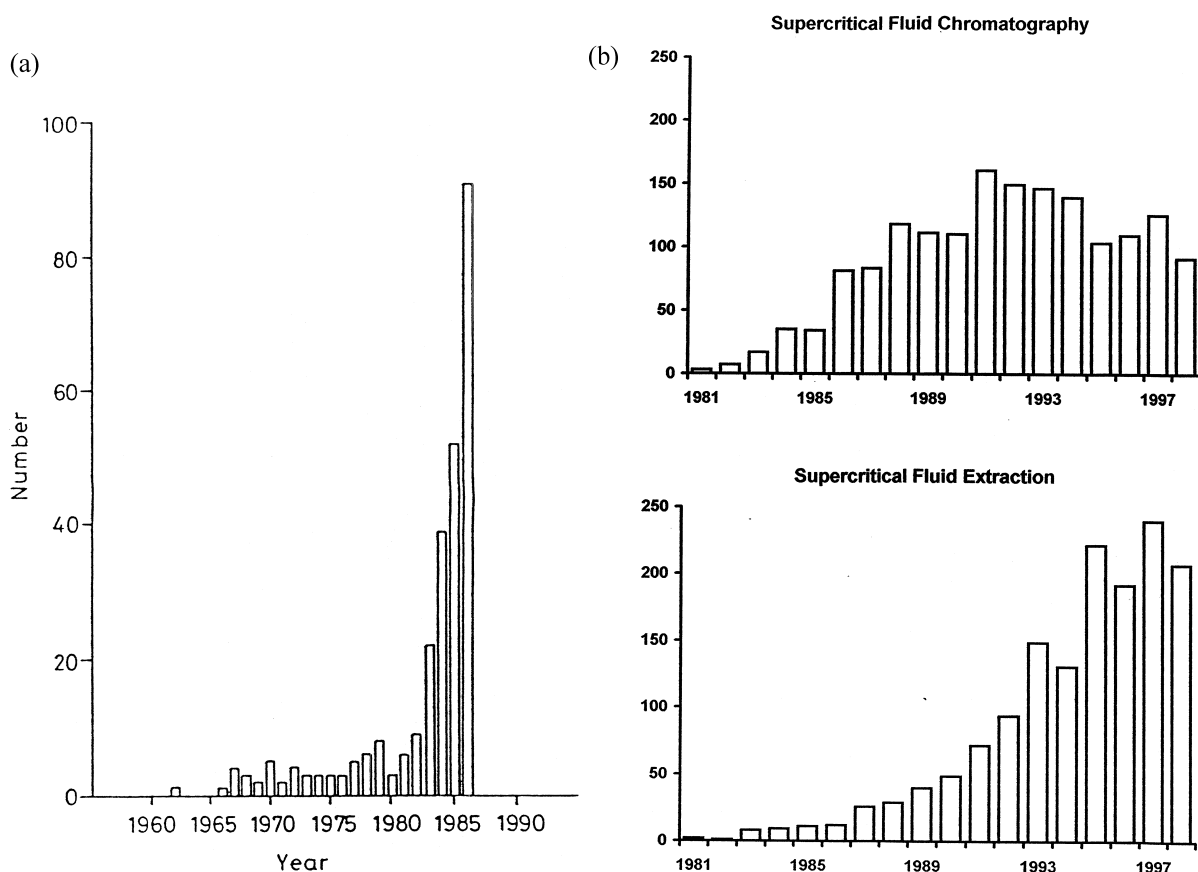 (a)
100
80
60
40
20
0
Number
1960 1965 1970 1975 1980 1985 1990
Year
(b)
Supercritical Fluid Chromatography
250
200
150
100
50
0
1981 1985 1989 1993 1997
Supercritical Fluid Extraction
250
200
150
100
50
0
1981 1985 1989 1993 1997